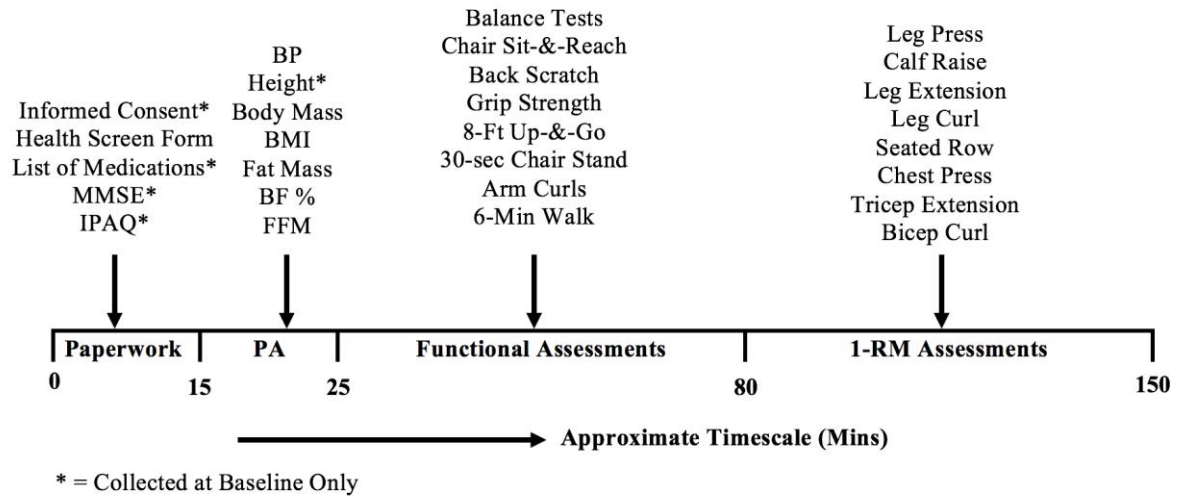 Informed Consent*
Health Screen Form
List of Medications*
MMSE*
IPAQ*
BP
Height*
Body Mass
BMI
Fat Mass
BF %
FFM
Balance Tests
Chair Sit-&-Reach
Back Scratch
Grip Strength
8-Ft Up-&-Go
30-sec Chair Stand
Arm Curls
6-Min Walk
Leg Press
Calf Raise
Leg Extension
Leg Curl
Seated Row
Chest Press
Tricep Extension
Bicep Curl
Paperwork
PA
Functional Assessments
1-RM Assessments
0
15
25
80
150
Approximate Timescale (Mins)
* = Collected at Baseline Only